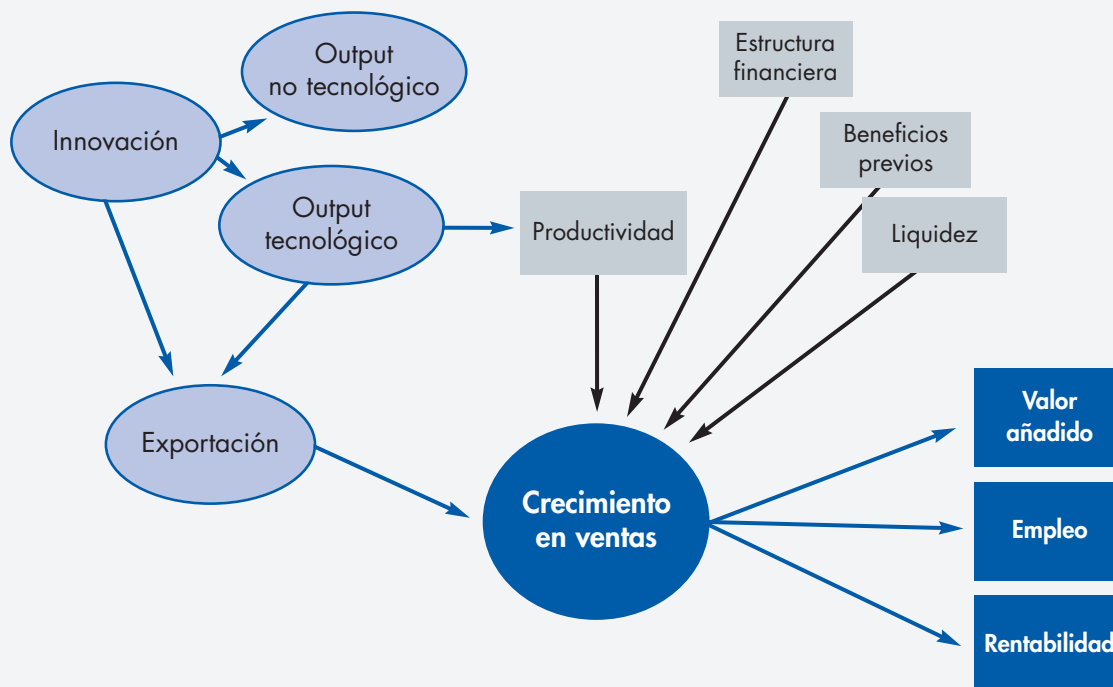 Output
no tecnológico
Estructura
financiera
Innovación
Beneficios
previos
Output
tecnológico
Productividad
Liquidez
Exportación
Crecimiento
en ventas
Valor
añadido
Empleo
Rentabilidad